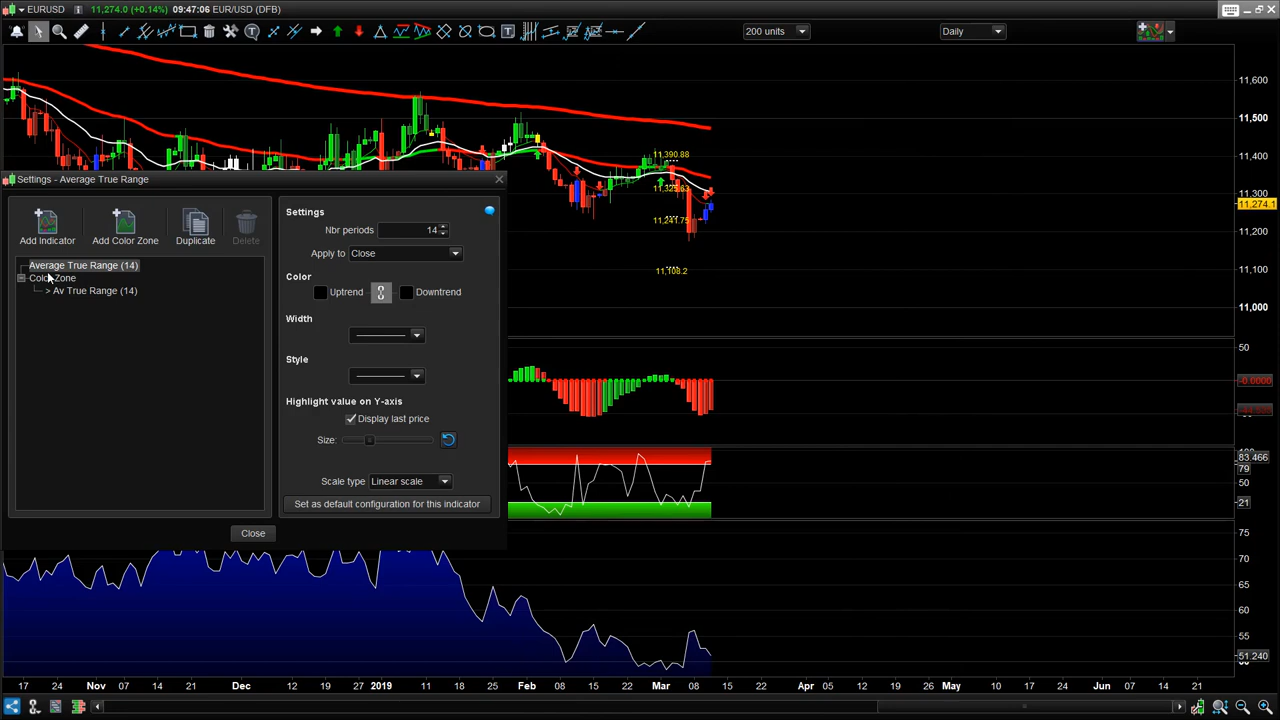 EURUSD 11,274.0 (+0.14%) 09:47:06 EUR/USD (DFB)
200 units Daily
11,600
11,500
11,400
11,300
11,274.1
11,200
11,100
11,000
11,390.88
11,325.63
11,241.75
11,108.2
Settings - Average True Range
Add Indicator Add Color Zone Duplicate Delete
Average True Range (14)
Color Zone
> Av True Range (14)
Settings
Nbr periods 14
Apply to Close
Color
Uptrend Downtrend
Width
Style
Highlight value on Y-axis
Display last price
Size:
Scale type Linear scale
Set as default configuration for this indicator
Close
50
-0.0000
83.466
79
50
21
75
70
65
60
55
51.240
17 24 Nov 07 14 21 Dec 12 19 27 2019 11 18 25 Feb 08 15 22 Mar 08 15 22 Apr 05 12 19 26 May 10 17 24 Jun 07 14 21